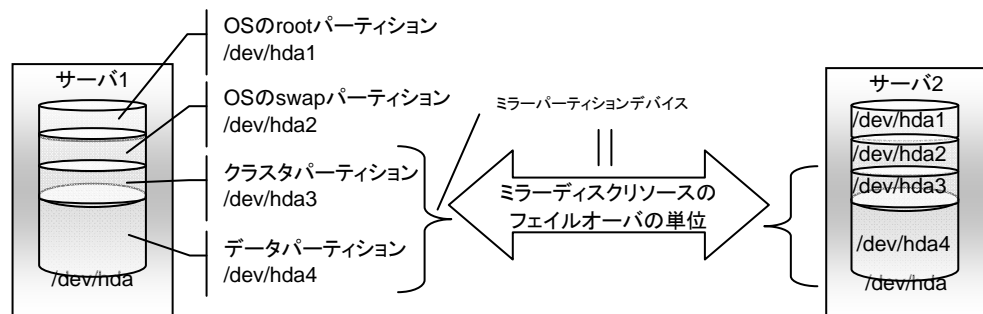 サーバ1
/dev/hda
OSのrootパーティション
/dev/hda1
OSのswapパーティション
/dev/hda2
クラスタパーティション
/dev/hda3
データパーティション
/dev/hda4
ミラーパーティションデバイス
ミラーディスクリソースの
フェイルオーバの単位
サーバ2
/dev/hda1
/dev/hda2
/dev/hda3
/dev/hda4
/dev/hda